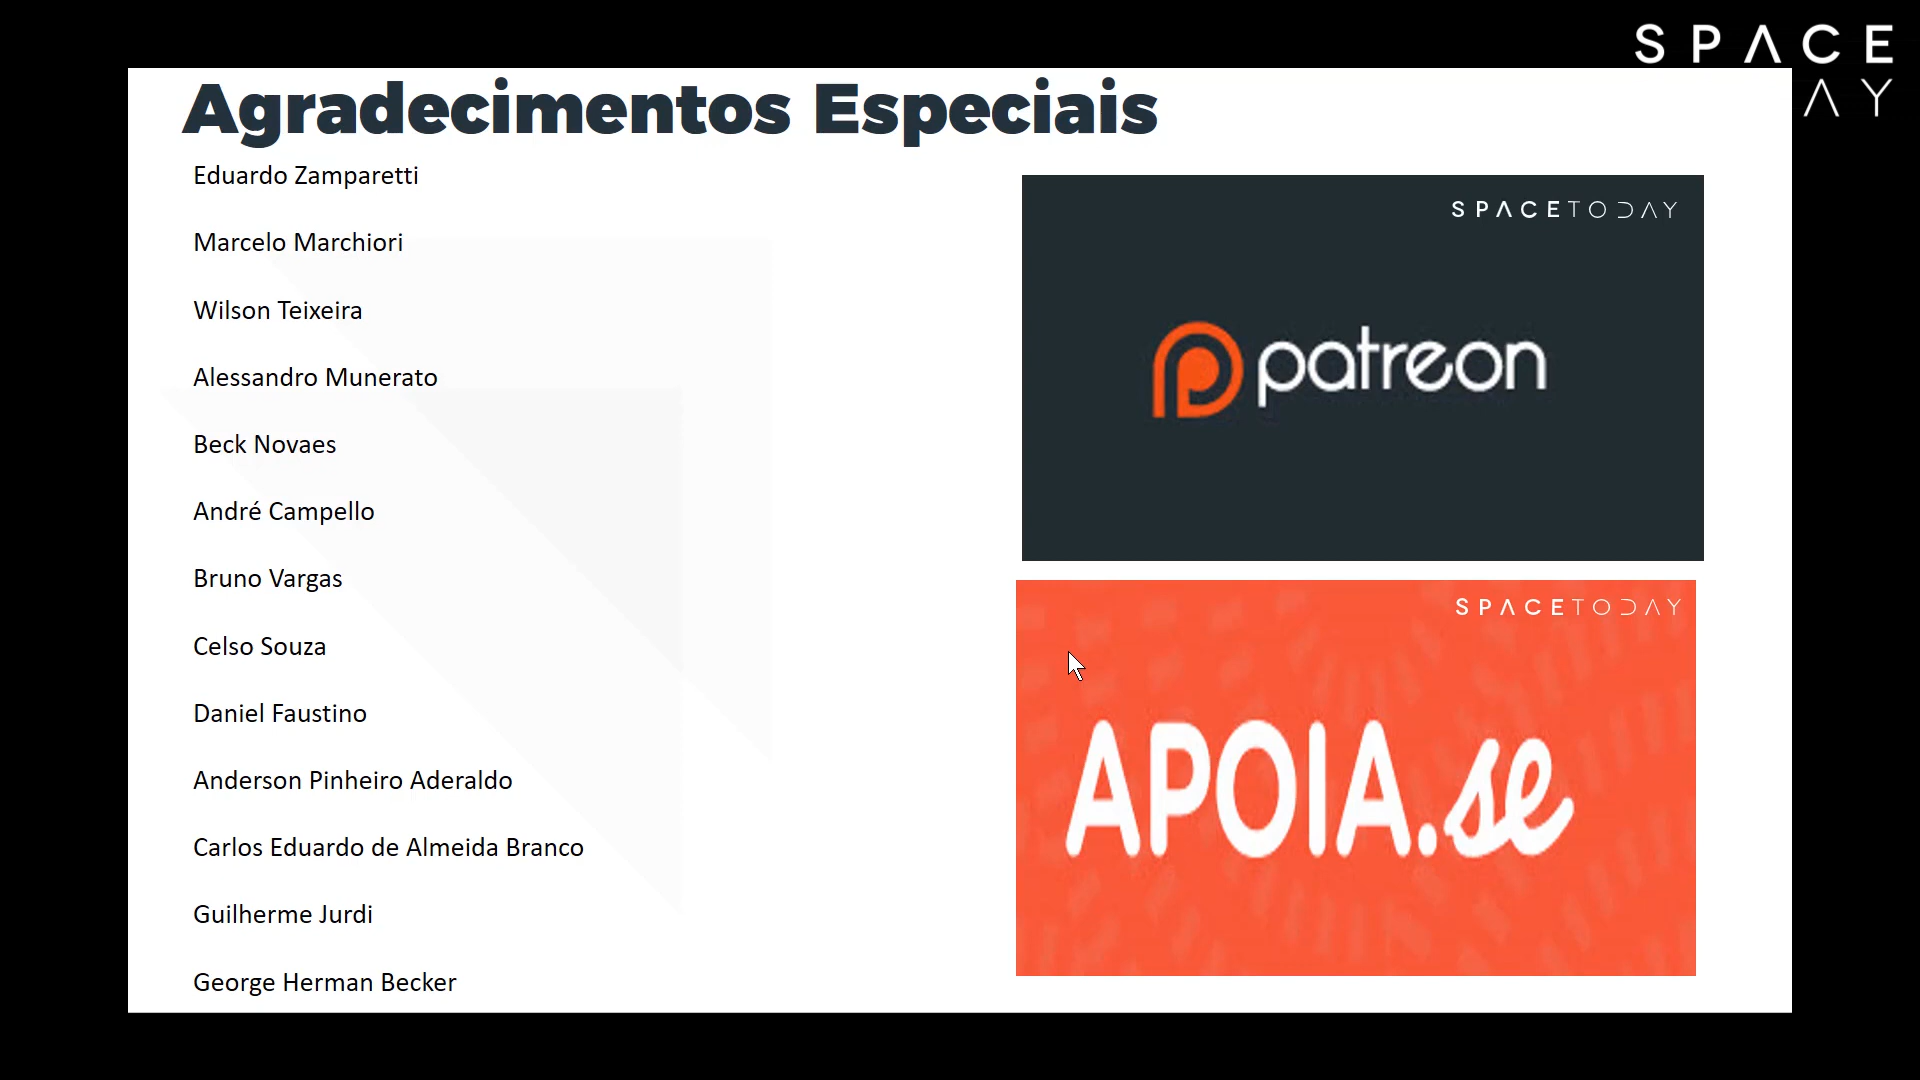 SPACE
AY
Agradecimentos Especiais
Eduardo Zamparetti
Marcelo Marchiori
Wilson Teixeira
Alessandro Munerato
Beck Novaes
André Campello
Bruno Vargas
Celso Souza
Daniel Faustino
Anderson Pinheiro Aderaldo
Carlos Eduardo de Almeida Branco
Guilherme Jurdi
George Herman Becker
SPACETODAY
patreon
SPACETODAY
APOIA.se